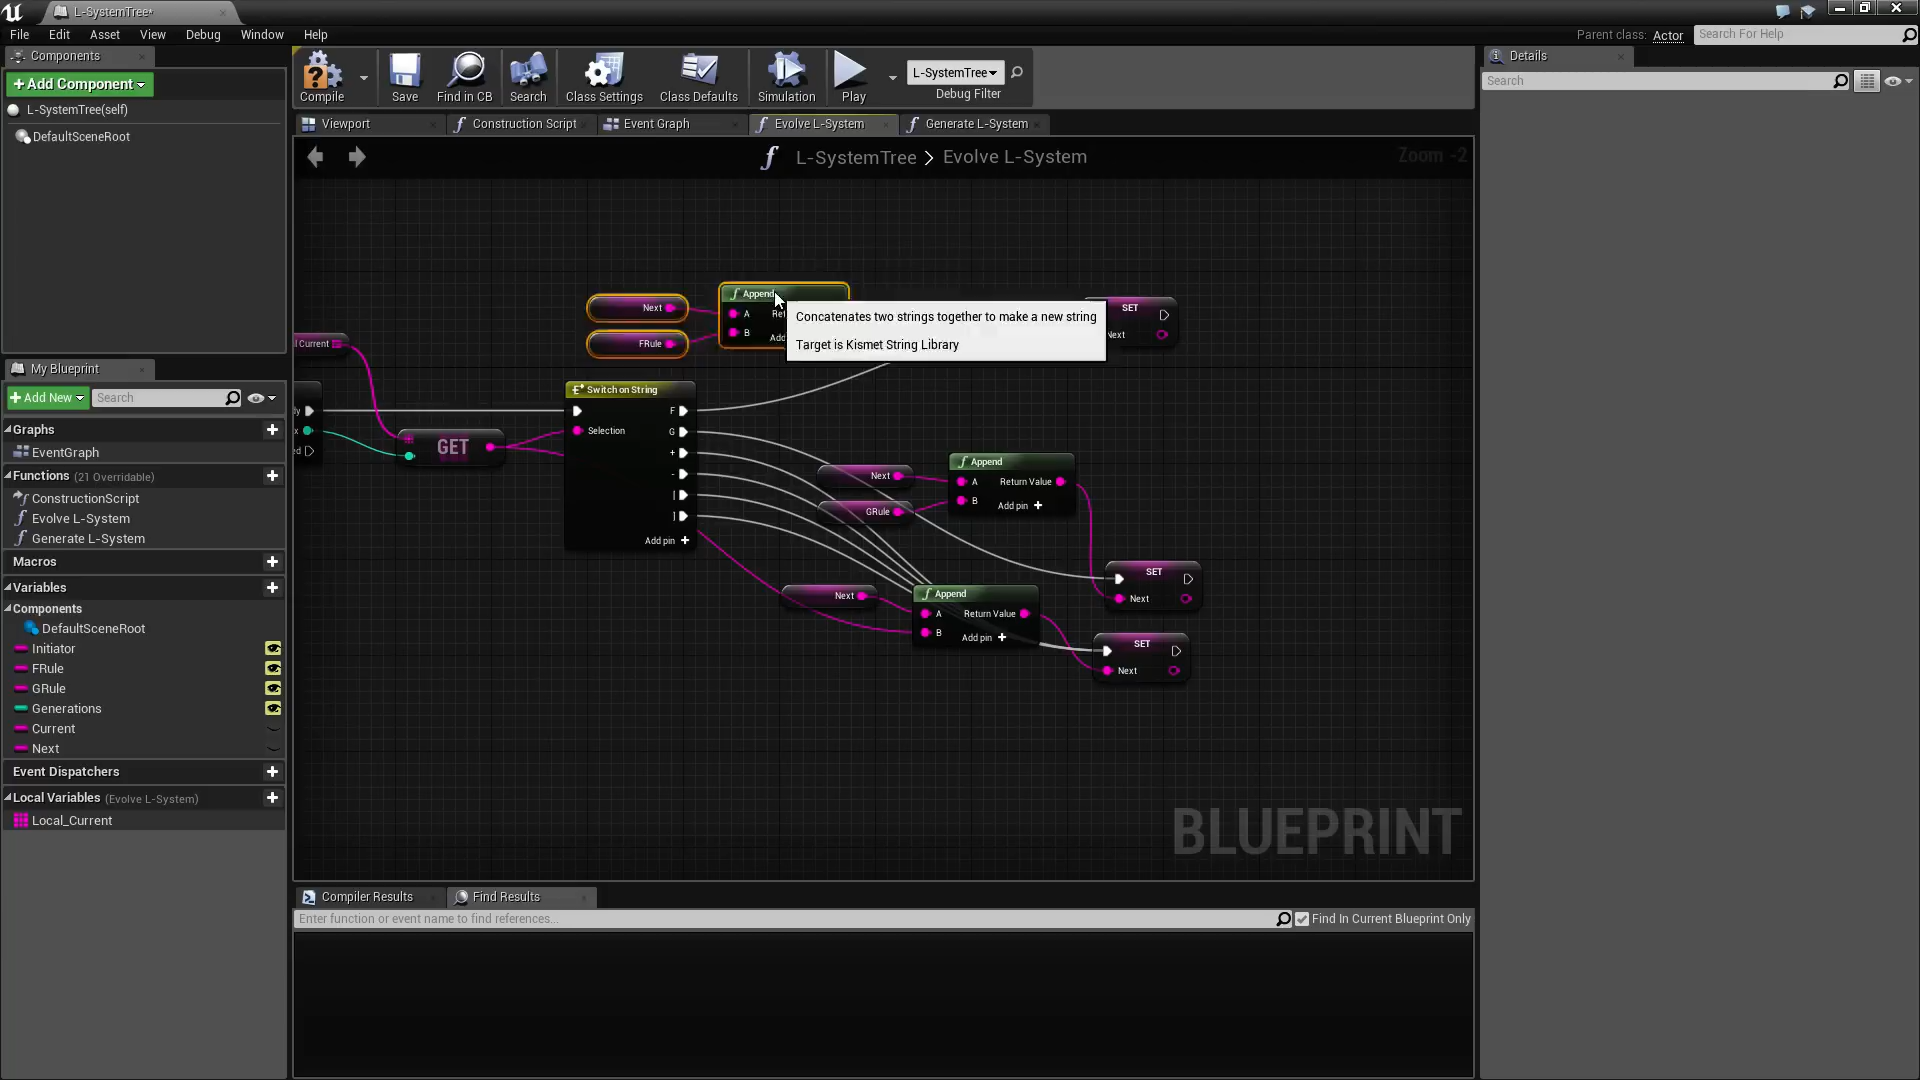 L-SystemTree*
File Edit Asset View Debug Window Help
Parent class: Actor
Search For Help
Components
+Add Component
L-SystemTree(self)
DefaultSceneRoot
Compile
Save
Find in CB
Search
Class Settings
Class Defaults
Simulation
Play
L-SystemTree
Debug Filter
Details
Search
Viewport
Construction Script
Event Graph
Evolve L-System
Generate L-System
L-SystemTree > Evolve L-System
Zoom -2
Next
FRule
Append
A
B
Concatenates two strings together to make a new string
Target is Kismet String Library
SET
Next
Switch on String
F
G
+
-
[
]
Selection
Add pin +
GET
Next
GRule
Append
A Return Value
B Add pin +
Next
Append
A Return Value
B Add pin +
SET
Next
SET
Next
BLUEPRINT
My Blueprint
+Add New
Search
Graphs
EventGraph
Functions (21 Overridable)
ConstructionScript
Evolve L-System
Generate L-System
Macros
Variables
Components
DefaultSceneRoot
Initiator
FRule
GRule
Generations
Current
Next
Event Dispatchers
Local Variables (Evolve L-System)
Local_Current
Compiler Results
Find Results
Enter function or event name to find references...
Find In Current Blueprint Only